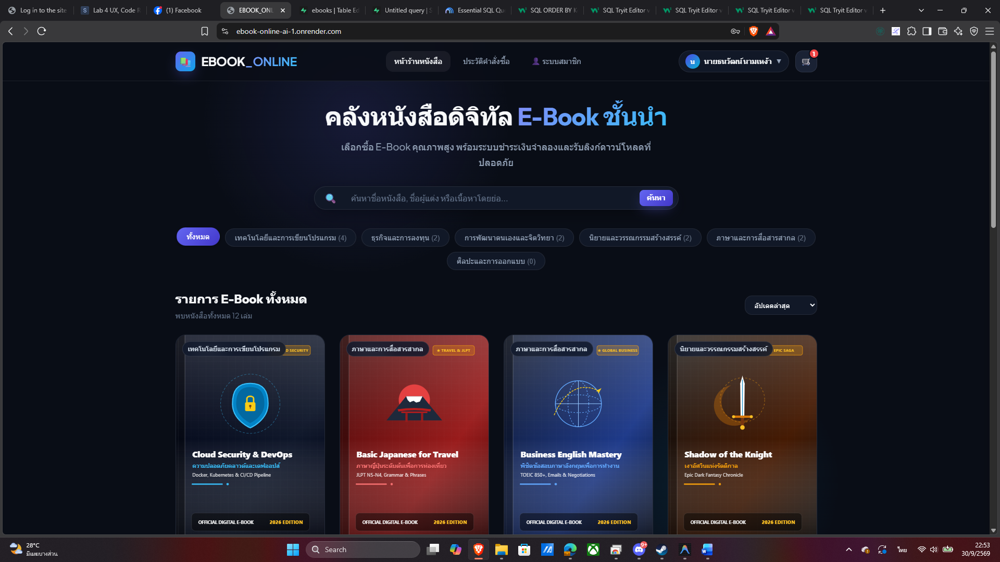 Log in to the site
Lab 4 UX, Code R
(1) Facebook
EBOOK_ONL
ebooks | Table Ed
Untitled query | S
Essential SQL Qu
SQL ORDER BY K
SQL Tryit Editor v
SQL Tryit Editor v
SQL Tryit Editor v
SQL Tryit Editor v
ebook-online-ai-1.onrender.com
EBOOK_ONLINE
หน้าร้านหนังสือ
ประวัติคำสั่งซื้อ
ระบบสมาชิก
น
นายธนวัฒน์ นามเหง้า ▼
1
คลังหนังสือดิจิทัล E-Book ชั้นนำ
เลือกซื้อ E-Book คุณภาพสูง พร้อมระบบชำระเงินจำลองและรับลิงก์ดาวน์โหลดที่
ปลอดภัย
ค้นหาชื่อหนังสือ, ชื่อผู้แต่ง หรือเนื้อหาโดยย่อ...
ค้นหา
ทั้งหมด
เทคโนโลยีและการเขียนโปรแกรม (4)
ธุรกิจและการลงทุน (2)
การพัฒนาตนเองและจิตวิทยา (2)
นิยายและวรรณกรรมสร้างสรรค์ (2)
ภาษาและการสื่อสารสากล (2)
ศิลปะและการออกแบบ (0)
รายการ E-Book ทั้งหมด
พบหนังสือทั้งหมด 12 เล่ม
อัปเดตล่าสุด
เทคโนโลยีและการเขียนโปรแกรม
D SECURITY
Cloud Security & DevOps
ความปลอดภัยคลาวด์และเดฟออปส์
Docker, Kubernetes & CI/CD Pipeline
OFFICIAL DIGITAL E-BOOK
2026 EDITION
ภาษาและการสื่อสารสากล
★ TRAVEL & JLPT
Basic Japanese for Travel
ภาษาญี่ปุ่นระดับต้นเพื่อการท่องเที่ยว
JLPT N5-N4, Grammar & Phrases
OFFICIAL DIGITAL E-BOOK
2026 EDITION
ภาษาและการสื่อสารสากล
★ GLOBAL BUSINESS
Business English Mastery
พิชิตข้อสอบภาษาอังกฤษเพื่อการทำงาน
TOEIC 850+, Emails & Negotiations
OFFICIAL DIGITAL E-BOOK
2026 EDITION
นิยายและวรรณกรรมสร้างสรรค์
EPIC SAGA
Shadow of the Knight
เงาอัศวินแห่งรัตติกาล
Epic Dark Fantasy Chronicle
OFFICIAL DIGITAL E-BOOK
2026 EDITION
28°C
มีเมฆบางส่วน
Search
9+
ไทย
22:53
30/9/2569